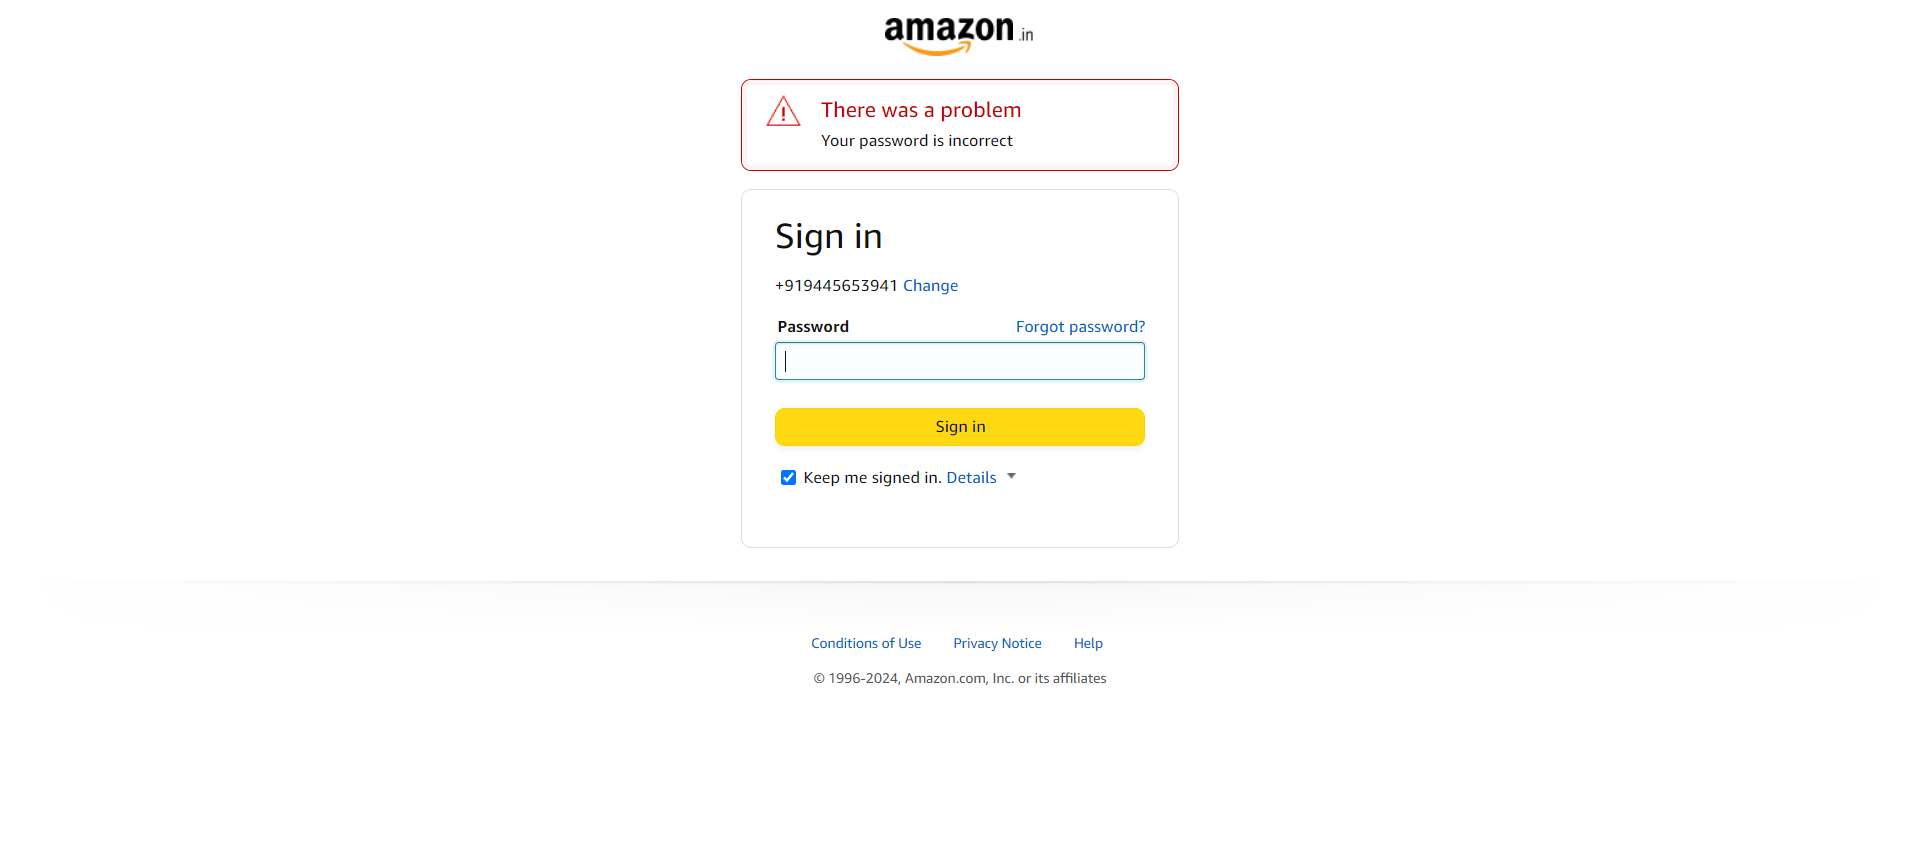 amazon.in
There was a problem
Your password is incorrect
Sign in
+919445653941 Change
Password Forgot password?
Sign in
Keep me signed in. Details
Conditions of Use Privacy Notice Help
© 1996-2024, Amazon.com, Inc. or its affiliates